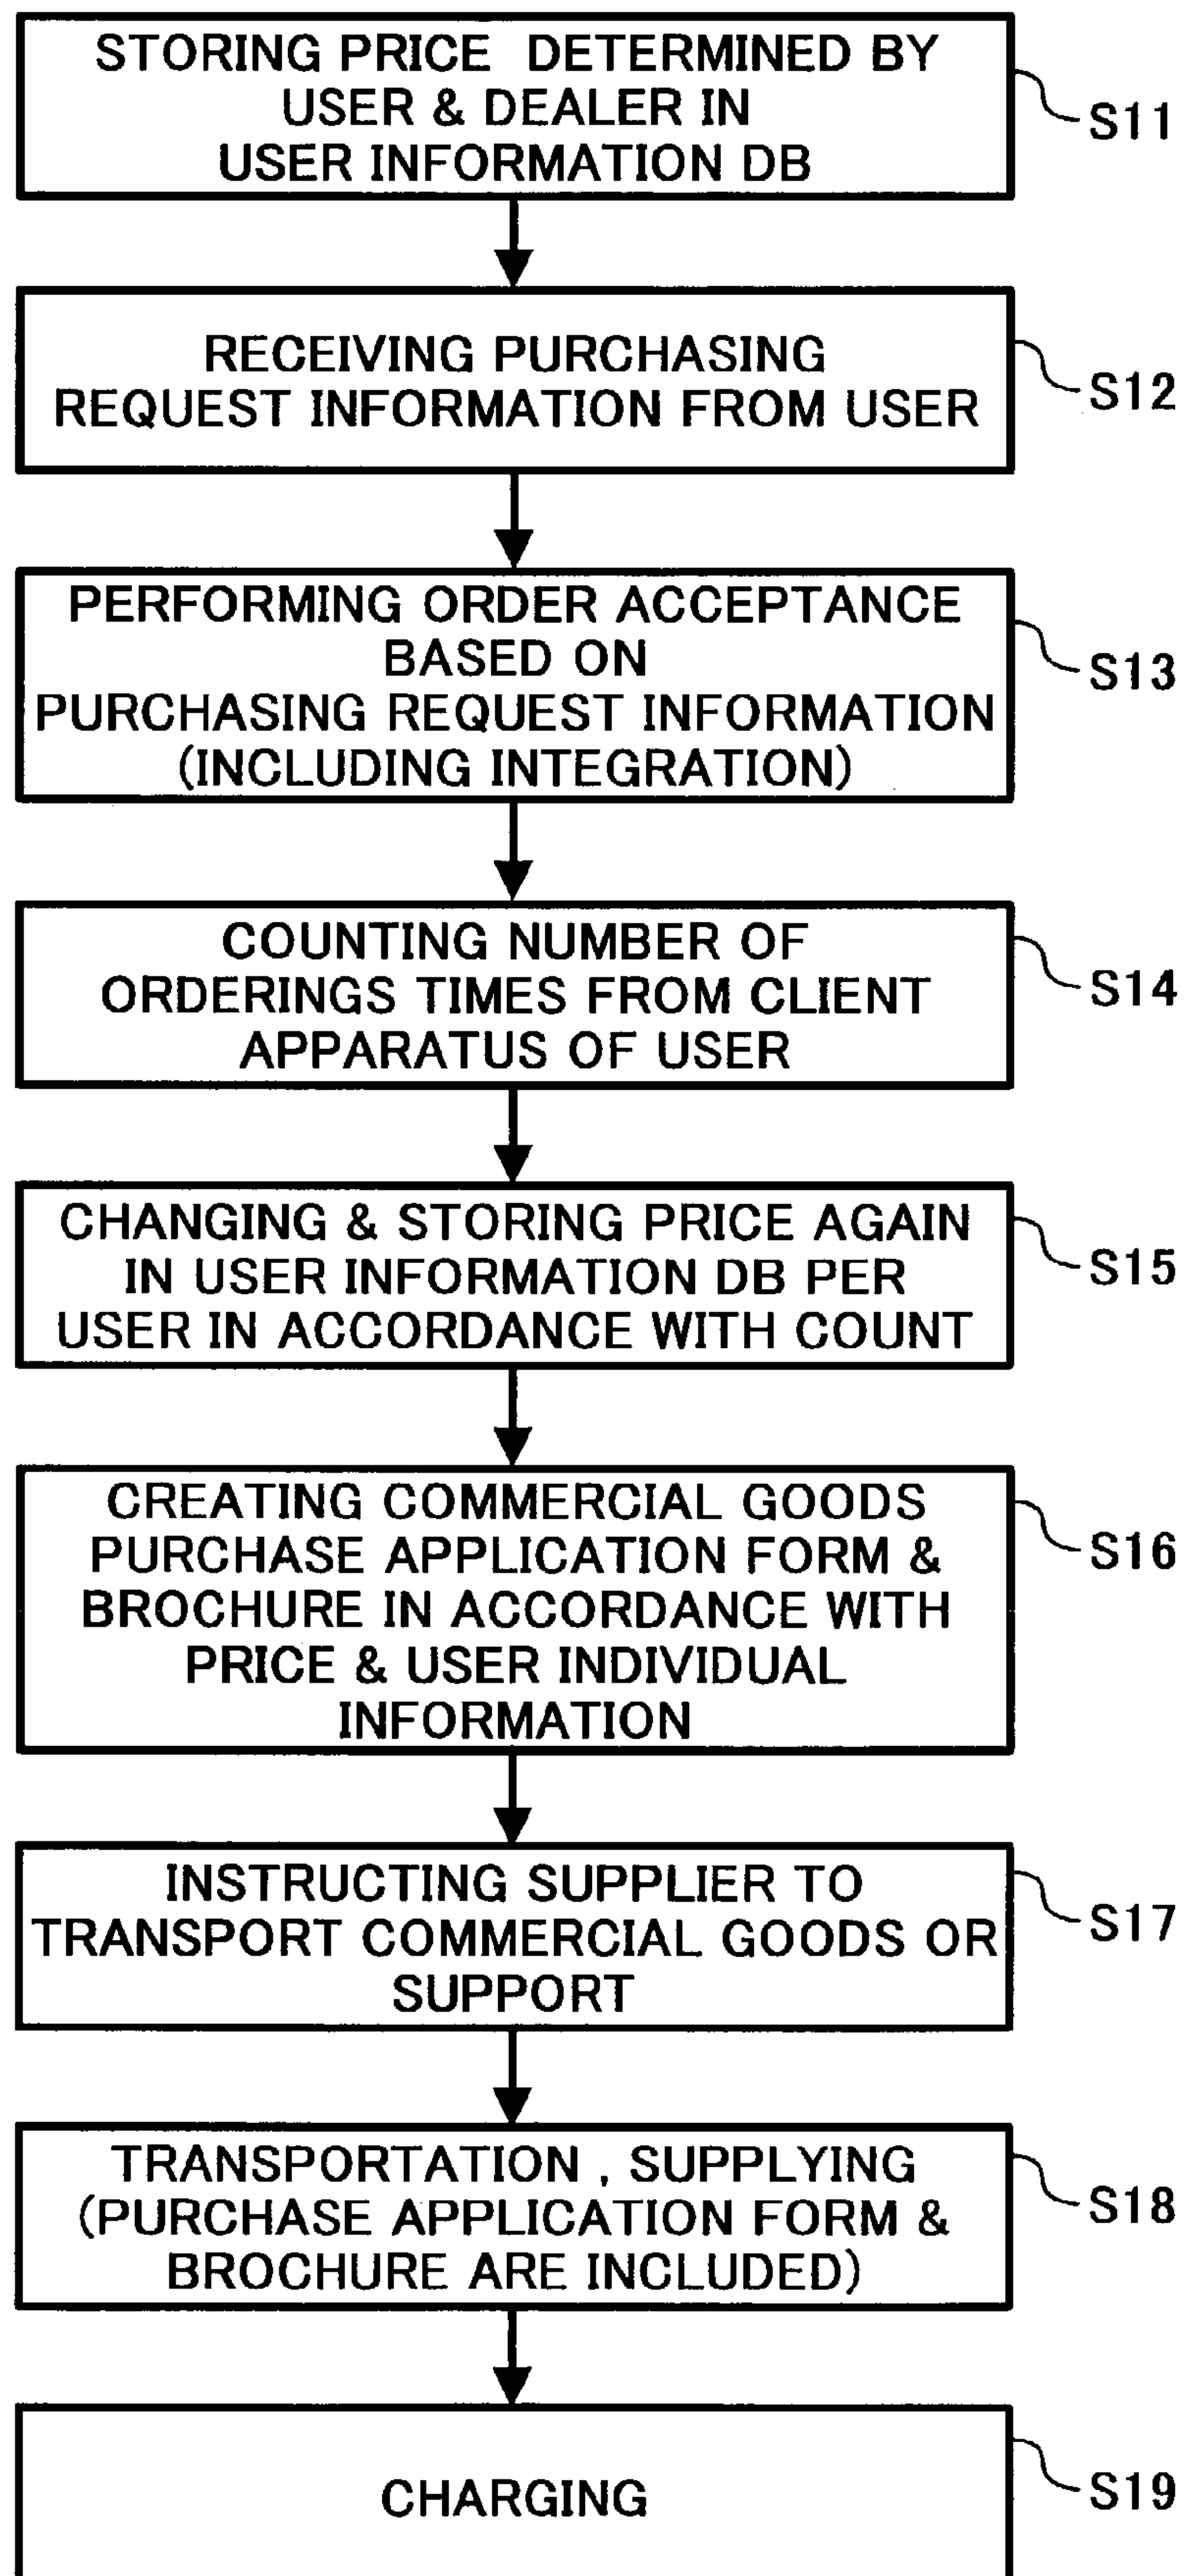 STORING PRICE DETERMINED BY
USER & DEALER IN
USER INFORMATION DB
S11
RECEIVING PURCHASING
REQUEST INFORMATION FROM USER
S12
PERFORMING ORDER ACCEPTANCE
BASED ON
PURCHASING REQUEST INFORMATION
(INCLUDING INTEGRATION)
S13
COUNTING NUMBER OF
ORDERINGS TIMES FROM CLIENT
APPARATUS OF USER
S14
CHANGING & STORING PRICE AGAIN
IN USER INFORMATION DB PER
USER IN ACCORDANCE WITH COUNT
S15
CREATING COMMERCIAL GOODS
PURCHASE APPLICATION FORM &
BROCHURE IN ACCORDANCE WITH
PRICE & USER INDIVIDUAL
INFORMATION
S16
INSTRUCTING SUPPLIER TO
TRANSPORT COMMERCIAL GOODS OR
SUPPORT
S17
TRANSPORTATION , SUPPLYING
(PURCHASE APPLICATION FORM &
BROCHURE ARE INCLUDED)
S18
CHARGING
S19